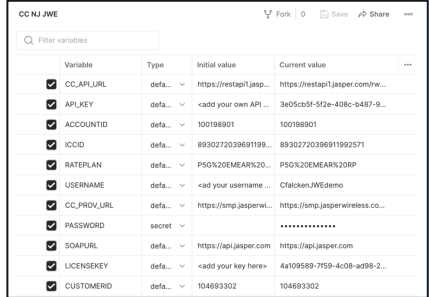 CC NJ JWE Fork 0 Save Share
Filter variables
Variable Type Initial value Current value
CC_API_URL defa... https://restapi1.jasp... https://restapi1.jasper.com/rw...
API_KEY defa... <add your own API ... 3e05cb5f-5f2e-408c-b487-9...
ACCOUNTID defa... 100198901 100198901
ICCID defa... 8930272039691199... 89302720396911992571
RATEPLAN defa... P5G%20EMEAR%20... P5G%20EMEAR%20RP
USERNAME defa... <ad your username ... CfalckenJWEdemo
CC_PROV_URL defa... https://smp.jasperwi... https://smp.jasperwireless.co...
PASSWORD secret ••••••••••••••
SOAPURL defa... https://api.jasper.com https://api.jasper.com
LICENSEKEY defa... <add your key here> 4a109589-7f59-4c08-ad98-2...
CUSTOMERID defa... 104693302 104693302